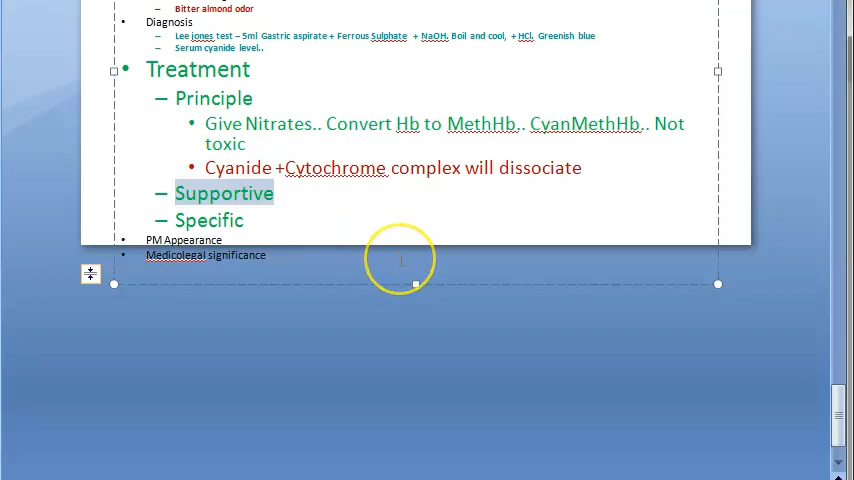 – Bitter almond odor
• Diagnosis
– Lee jones test – 5ml Gastric aspirate + Ferrous Sulphate + NaOH. Boil and cool, + HCl. Greenish blue
– Serum cyanide level..
• Treatment
– Principle
• Give Nitrates.. Convert Hb to MethHb.. CyanMethHb.. Not
toxic
• Cyanide +Cytochrome complex will dissociate
– Supportive
– Specific
• PM Appearance
• Medicolegal significance